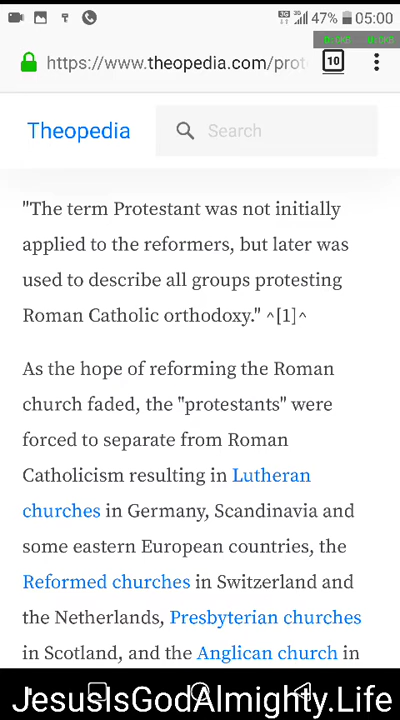 47% 05:00
https://www.theopedia.com/prot
10
Theopedia
Search
"The term Protestant was not initially
applied to the reformers, but later was
used to describe all groups protesting
Roman Catholic orthodoxy." ^[1]^
As the hope of reforming the Roman
church faded, the "protestants" were
forced to separate from Roman
Catholicism resulting in Lutheran
churches in Germany, Scandinavia and
some eastern European countries, the
Reformed churches in Switzerland and
the Netherlands, Presbyterian churches
in Scotland, and the Anglican church in
JesusIsGodAlmighty.Life